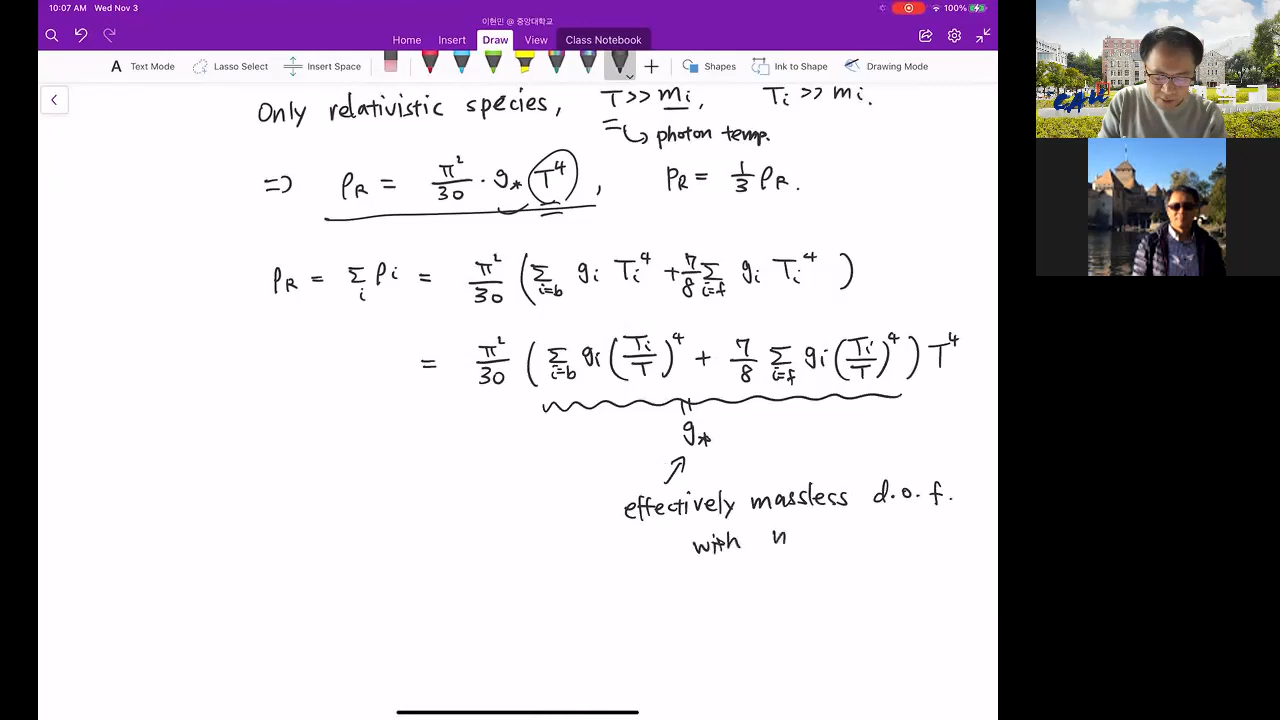 10:07 AM Wed Nov 3
100%
이현민 @ 중앙대학교
Home Insert Draw View Class Notebook
A Text Mode Lasso Select Insert Space Shapes Ink to Shape Drawing Mode
Only relativistic species, T >> mi, Ti >> mi.
photon temp.
=> ρR = π²/30 · g* T⁴, PR = 1/3 ρR.
ρR = Σi ρi = π²/30 (Σi=b gi Ti⁴ + 7/8 Σi=f gi Ti⁴)
= π²/30 (Σi=b gi (Ti/T)⁴ + 7/8 Σi=f gi (Ti/T)⁴) T⁴
g*
effectively massless d.o.f.
with
CAU